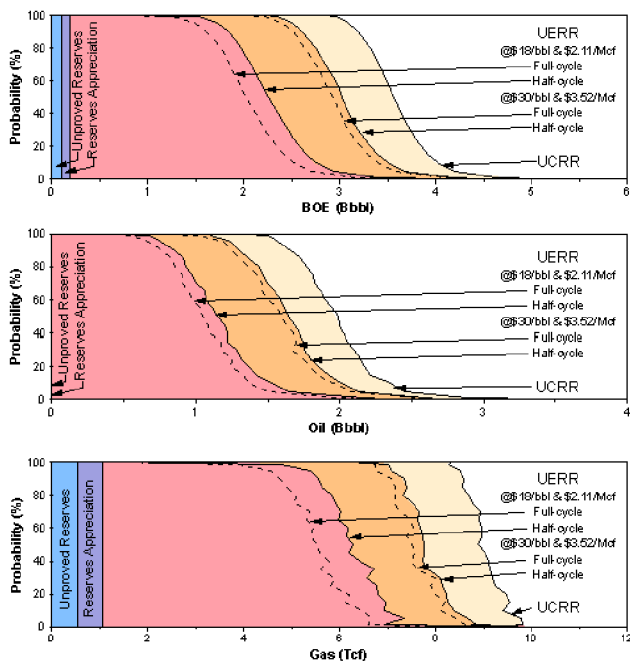 100
80
60
40
20
0
Probability (%)
Unproved Reserves
Reserves Appreciation
UERR
@$18/bbl & $2.11/Mcf
Full-cycle
Half-cycle
@$30/bbl & $3.52/Mcf
Full-cycle
Half-cycle
UCRR
0 1 2 3 4 5 6
BOE (Bbbl)
100
80
60
40
20
0
Probability (%)
Unproved Reserves
Reserves Appreciation
UERR
@$18/bbl & $2.11/Mcf
Full-cycle
Half-cycle
@$30/bbl & $3.52/Mcf
Full-cycle
Half-cycle
UCRR
0 1 2 3 4
Oil (Bbbl)
100
80
60
40
20
0
Probability (%)
Unproved Reserves
Reserves Appreciation
UERR
@$18/bbl & $2.11/Mcf
Full-cycle
Half-cycle
@$30/bbl & $3.52/Mcf
Full-cycle
Half-cycle
UCRR
0 2 4 6 8 10 12
Gas (Tcf)